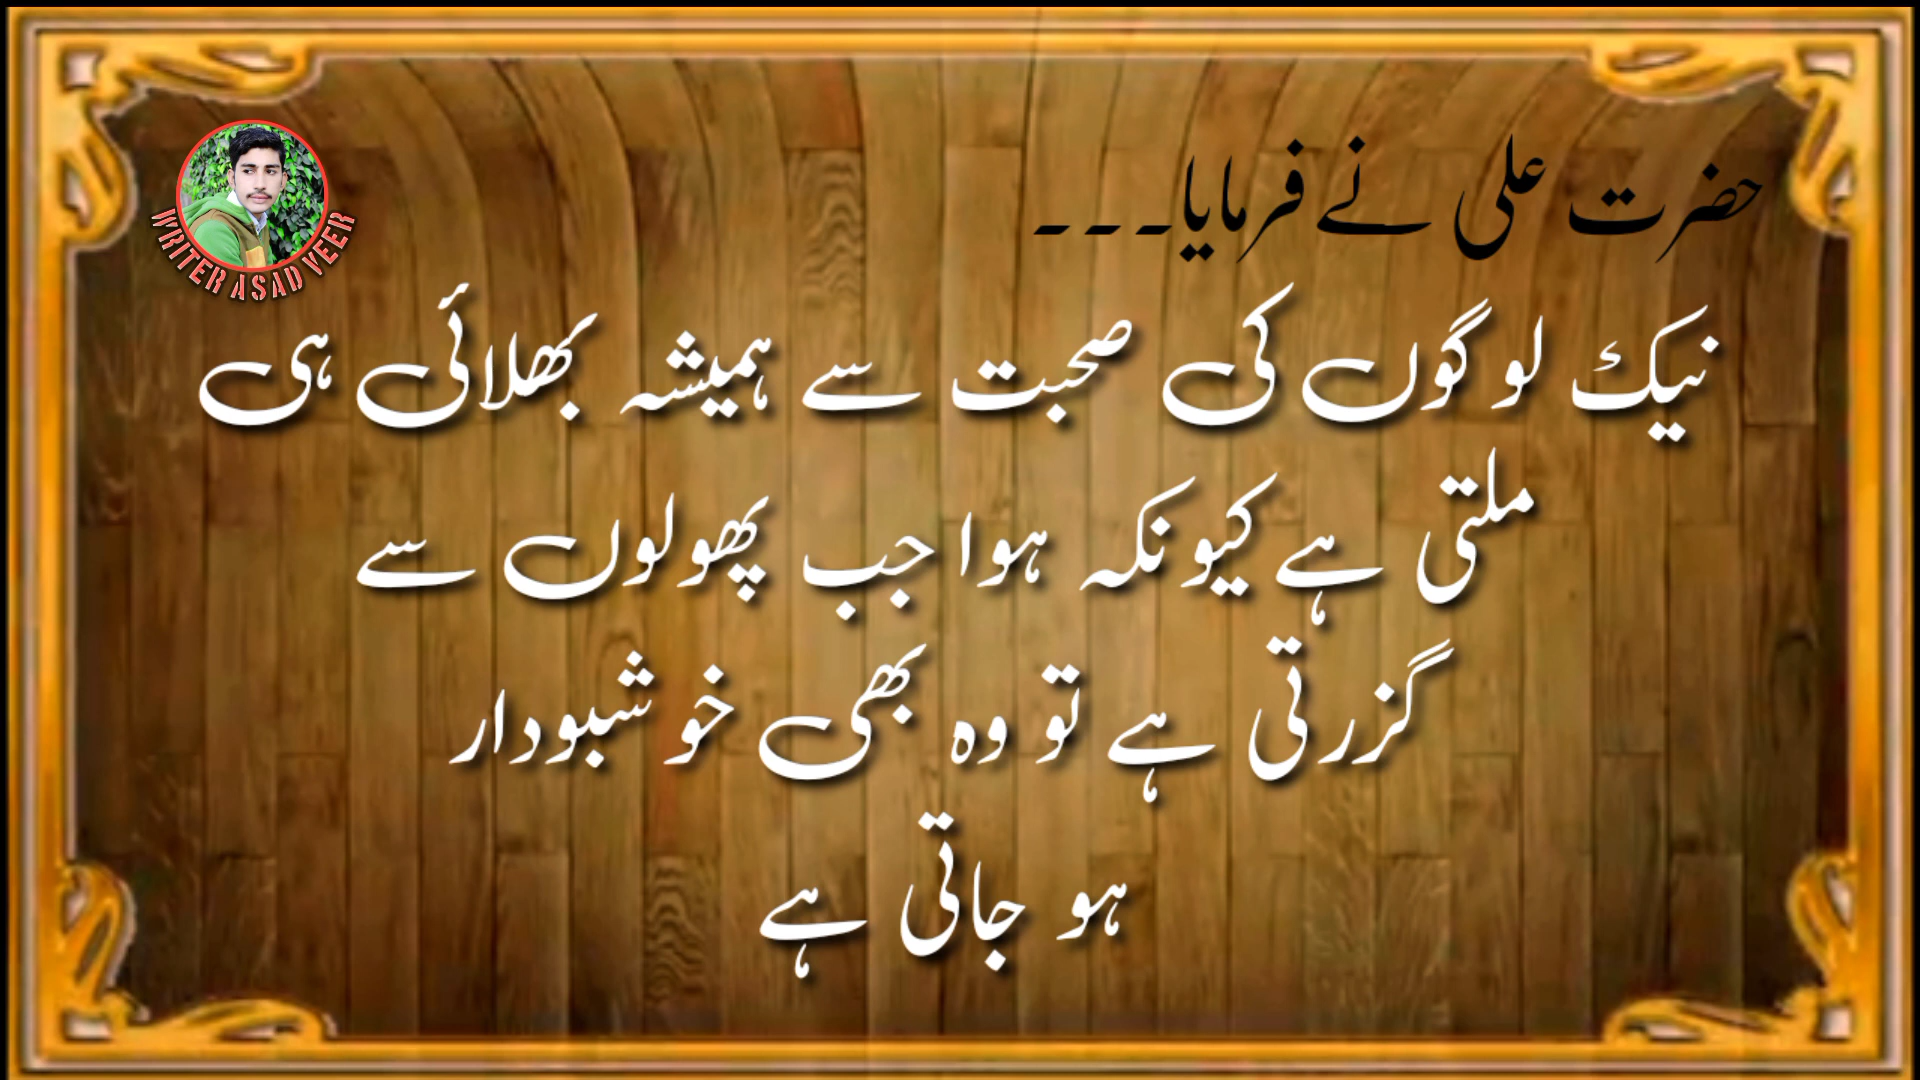 حضرت علی نے فرمایا۔۔۔
نیک لوگوں کی صحبت سے ہمیشہ بھلائی ہی
ملتی ہے کیونکہ ہوا جب پھولوں سے
گزرتی ہے تو وہ بھی خوشبودار
ہو جاتی ہے
WRITER ASAD VEER